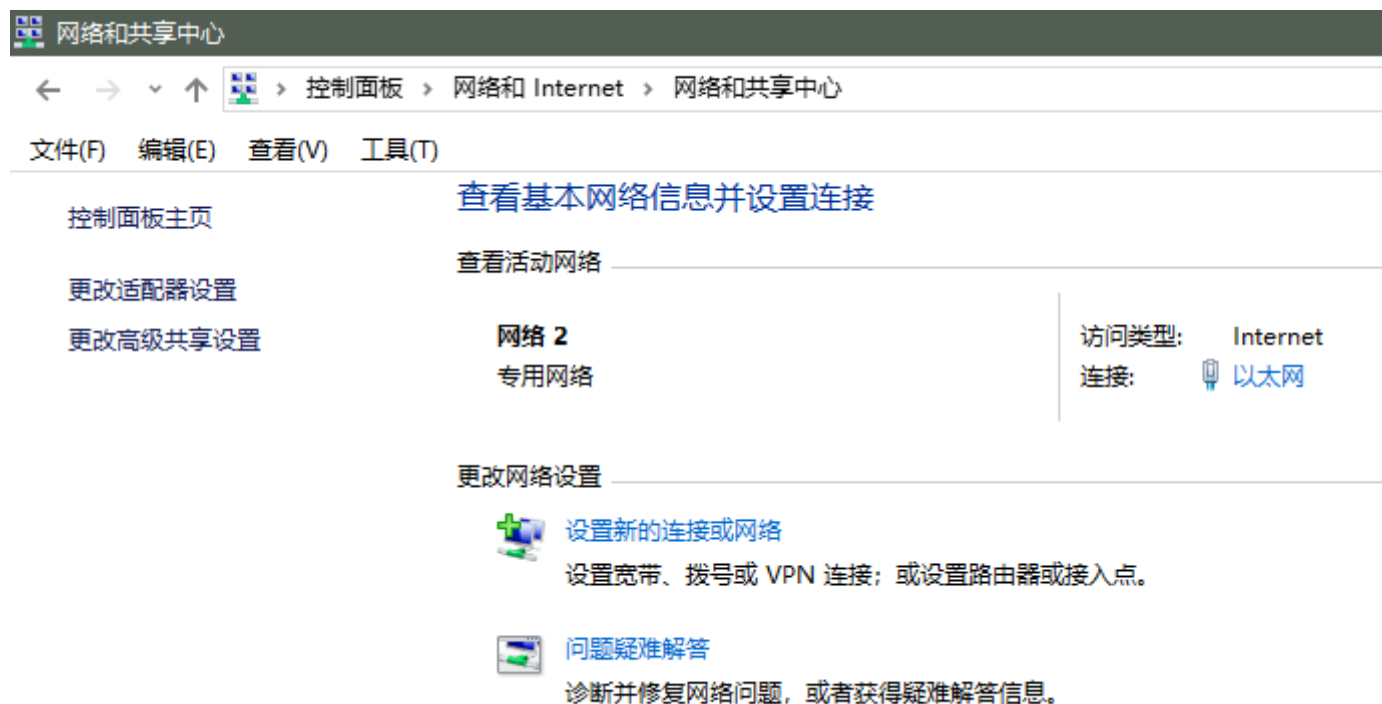 网络和共享中心
控制面板 > 网络和 Internet > 网络和共享中心
文件(F) 编辑(E) 查看(V) 工具(T)
控制面板主页
更改适配器设置
更改高级共享设置
查看基本网络信息并设置连接
查看活动网络
网络 2
专用网络
访问类型: Internet
连接: 以太网
更改网络设置
设置新的连接或网络
设置宽带、拨号或 VPN 连接；或设置路由器或接入点。
问题疑难解答
诊断并修复网络问题，或者获得疑难解答信息。